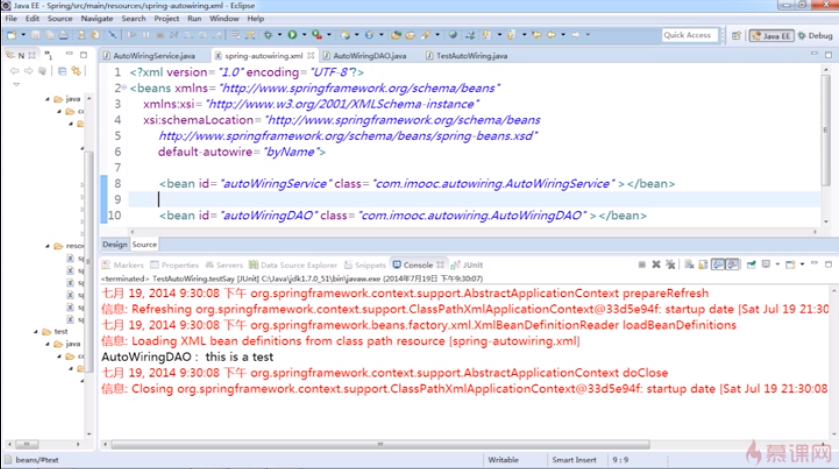 Java EE - Spring/src/main/resources/spring-autowiring.xml - Eclipse
File Edit Source Navigate Search Project Run Window Help
Quick Access Java EE Debug
AutoWiringService.java spring-autowiring.xml AutoWiringDAO.java TestAutoWiring.java
1 <?xml version="1.0" encoding="UTF-8"?>
2 <beans xmlns="http://www.springframework.org/schema/beans"
3 xmlns:xsi="http://www.w3.org/2001/XMLSchema-instance"
4 xsi:schemaLocation="http://www.springframework.org/schema/beans
5 http://www.springframework.org/schema/beans/spring-beans.xsd"
6 default-autowire="byName">
7
8 <bean id="autoWiringService" class="com.imooc.autowiring.AutoWiringService" ></bean>
9
10 <bean id="autoWiringDAO" class="com.imooc.autowiring.AutoWiringDAO" ></bean>
java
resou
test
java
Design Source
Markers Properties Servers Data Source Explorer Snippets Console JUnit
<terminated> TestAutoWiring.testSay [JUnit] C:\Java\jdk1.7.0_51\bin\javaw.exe (2014年7月19日 下午9:30:07)
七月 19, 2014 9:30:08 下午 org.springframework.context.support.AbstractApplicationContext prepareRefresh
信息: Refreshing org.springframework.context.support.ClassPathXmlApplicationContext@33d5e94f: startup date [Sat Jul 19 21:30
七月 19, 2014 9:30:08 下午 org.springframework.beans.factory.xml.XmlBeanDefinitionReader loadBeanDefinitions
信息: Loading XML bean definitions from class path resource [spring-autowiring.xml]
AutoWiringDAO : this is a test
七月 19, 2014 9:30:08 下午 org.springframework.context.support.AbstractApplicationContext doClose
信息: Closing org.springframework.context.support.ClassPathXmlApplicationContext@33d5e94f: startup date [Sat Jul 19 21:30:08
beans/#text Writable Smart Insert 9 : 9
慕课网